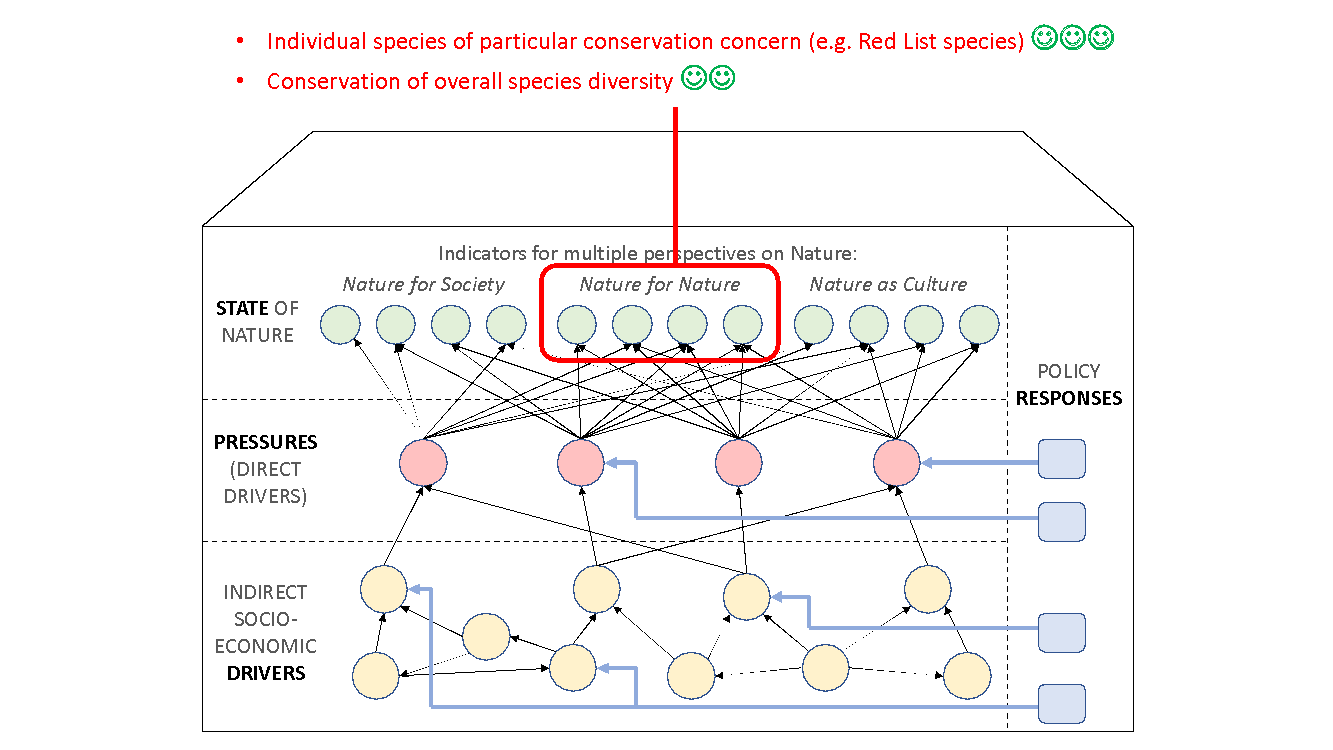 • Individual species of particular conservation concern (e.g. Red List species) ☺☺☺
• Conservation of overall species diversity ☺☺
Indicators for multiple perspectives on Nature:
Nature for Society
Nature for Nature
Nature as Culture
STATE OF
NATURE
POLICY
RESPONSES
PRESSURES
(DIRECT
DRIVERS)
INDIRECT
SOCIO-
ECONOMIC
DRIVERS